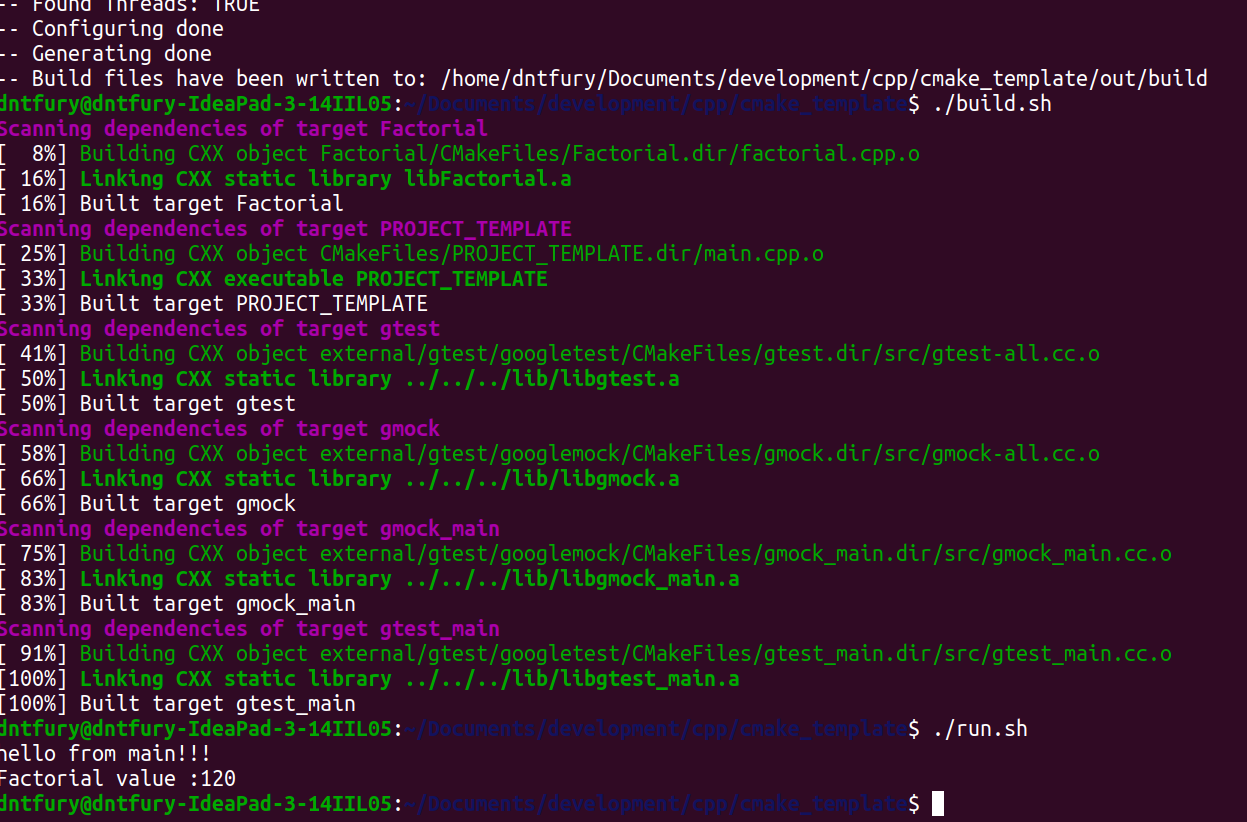 -- Found Threads: TRUE
-- Configuring done
-- Generating done
-- Build files have been written to: /home/dntfury/Documents/development/cpp/cmake_template/out/build
dntfury@dntfury-IdeaPad-3-14IIL05:~/Documents/development/cpp/cmake_template$ ./build.sh
Scanning dependencies of target Factorial
[  8%] Building CXX object Factorial/CMakeFiles/Factorial.dir/factorial.cpp.o
[ 16%] Linking CXX static library libFactorial.a
[ 16%] Built target Factorial
Scanning dependencies of target PROJECT_TEMPLATE
[ 25%] Building CXX object CMakeFiles/PROJECT_TEMPLATE.dir/main.cpp.o
[ 33%] Linking CXX executable PROJECT_TEMPLATE
[ 33%] Built target PROJECT_TEMPLATE
Scanning dependencies of target gtest
[ 41%] Building CXX object external/gtest/googletest/CMakeFiles/gtest.dir/src/gtest-all.cc.o
[ 50%] Linking CXX static library ../../../lib/libgtest.a
[ 50%] Built target gtest
Scanning dependencies of target gmock
[ 58%] Building CXX object external/gtest/googlemock/CMakeFiles/gmock.dir/src/gmock-all.cc.o
[ 66%] Linking CXX static library ../../../lib/libgmock.a
[ 66%] Built target gmock
Scanning dependencies of target gmock_main
[ 75%] Building CXX object external/gtest/googlemock/CMakeFiles/gmock_main.dir/src/gmock_main.cc.o
[ 83%] Linking CXX static library ../../../lib/libgmock_main.a
[ 83%] Built target gmock_main
Scanning dependencies of target gtest_main
[ 91%] Building CXX object external/gtest/googletest/CMakeFiles/gtest_main.dir/src/gtest_main.cc.o
[100%] Linking CXX static library ../../../lib/libgtest_main.a
[100%] Built target gtest_main
dntfury@dntfury-IdeaPad-3-14IIL05:~/Documents/development/cpp/cmake_template$ ./run.sh
hello from main!!!
Factorial value :120
dntfury@dntfury-IdeaPad-3-14IIL05:~/Documents/development/cpp/cmake_template$